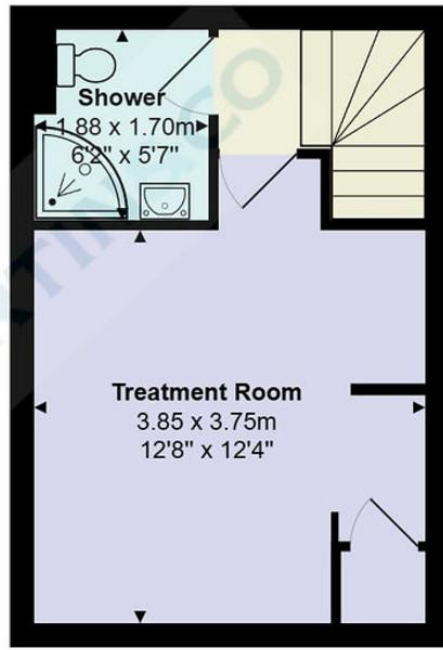 Shower
1.88 x 1.70m
6'2" x 5'7"
Treatment Room
3.85 x 3.75m
12'8" x 12'4"